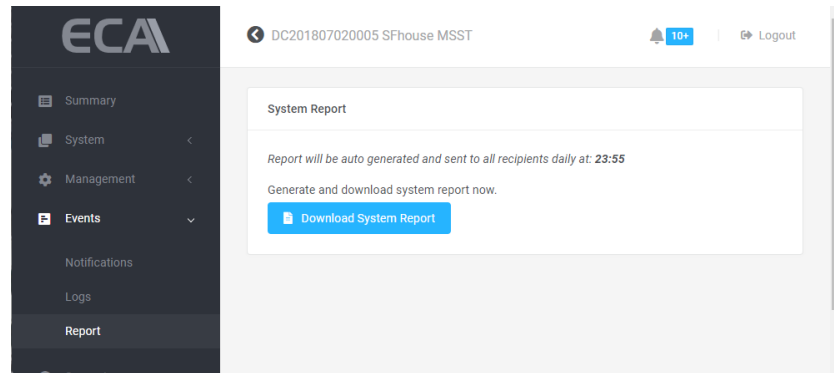 ECA
DC201807020005 SFhouse MSST
10+
Logout
Summary
System
Management
Events
Notifications
Logs
Report
System Report
Report will be auto generated and sent to all recipients daily at: 23:55
Generate and download system report now.
Download System Report